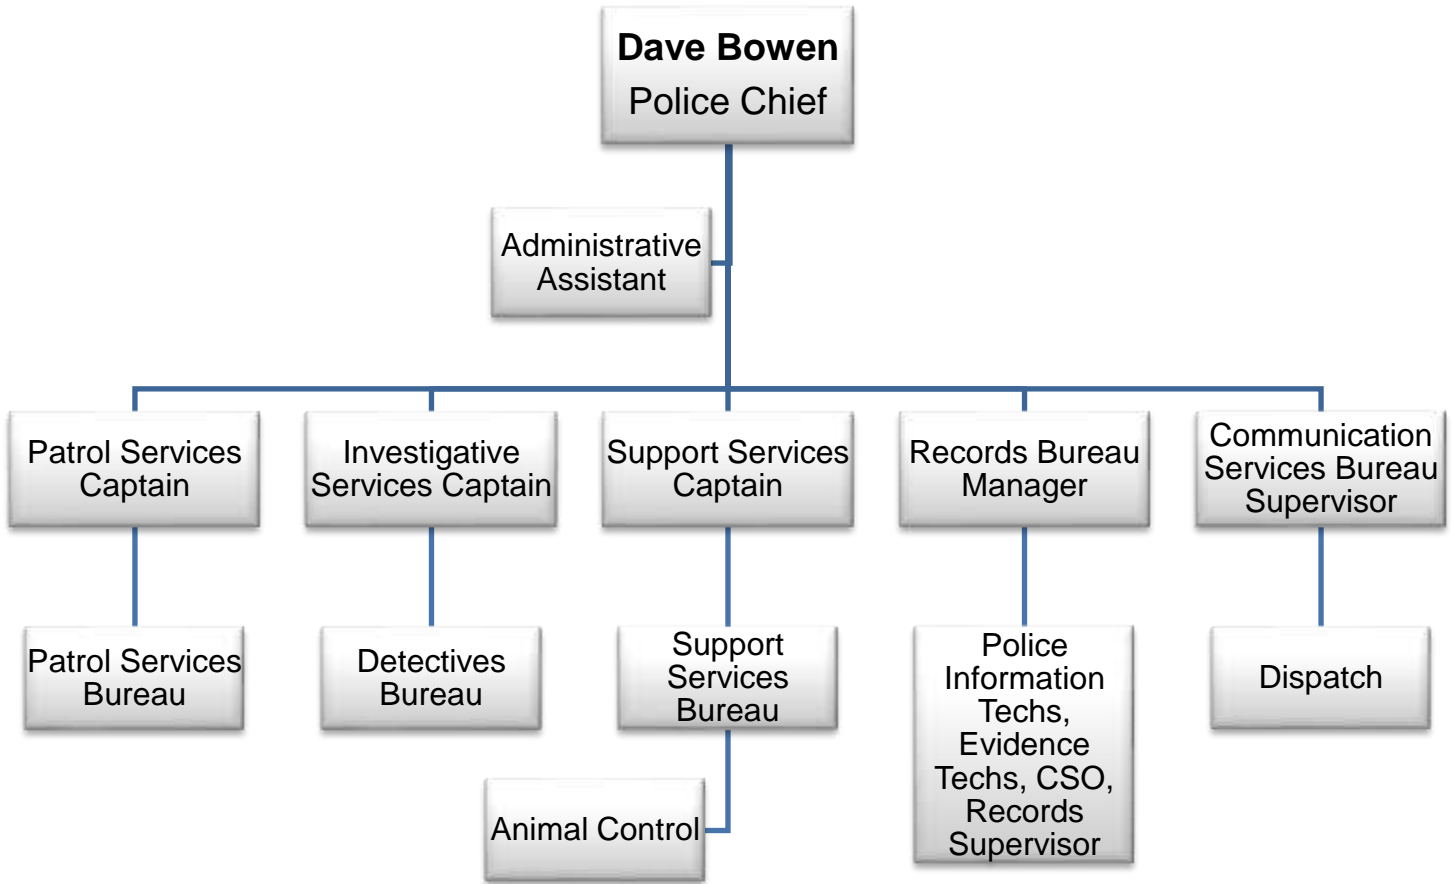 Dave Bowen
Police Chief
Administrative
Assistant
Patrol Services
Captain
Investigative
Services Captain
Support Services
Captain
Records Bureau
Manager
Communication
Services Bureau
Supervisor
Patrol Services
Bureau
Detectives
Bureau
Support
Services
Bureau
Police
Information
Techs,
Evidence
Techs, CSO,
Records
Supervisor
Dispatch
Animal Control